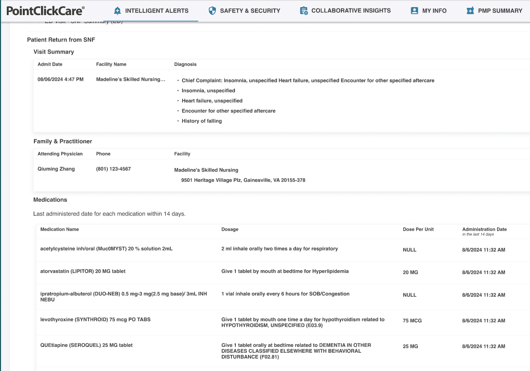 PointClickCare®
INTELLIGENT ALERTS
SAFETY & SECURITY
COLLABORATIVE INSIGHTS
MY INFO
PMP SUMMARY
Patient Return from SNF
Visit Summary
Admit Date Facility Name Diagnosis
08/06/2024 4:47 PM Madeline's Skilled Nursing... • Chief Complaint: Insomnia, unspecified Heart failure, unspecified Encounter for other specified aftercare
• Insomnia, unspecified
• Heart failure, unspecified
• Encounter for other specified aftercare
• History of falling
Family & Practitioner
Attending Physician Phone Facility
Qiuming Zhang (801) 123-4567 Madeline's Skilled Nursing
9501 Heritage Village Plz, Gainesville, VA 20155-378
Medications
Last administered date for each medication within 14 days.
Medication Name Dosage Dose Per Unit Administration Date
in the last 14 days
acetylcysteine inh/oral (Muc0MYST) 20 % solution 2mL 2 ml inhale orally two times a day for respiratory NULL 8/6/2024 11:32 AM
atorvastatin (LIPITOR) 20 MG tablet Give 1 tablet by mouth at bedtime for Hyperlipidemia 20 MG 8/6/2024 11:32 AM
ipratropium-albuterol (DUO-NEB) 0.5 mg-3 mg(2.5 mg base)/ 3mL INH 1 vial inhale orally every 6 hours for SOB/Congestion NULL 8/6/2024 11:32 AM
NEBU
levothyroxine (SYNTHROID) 75 mcg PO TABS Give 1 tablet by mouth one time a day for hypothyroidism related to 75 MCG 8/6/2024 11:32 AM
HYPOTHYROIDISM, UNSPECIFIED (E03.9)
QUEtiapine (SEROQUEL) 25 MG tablet Give 1 tablet orally at bedtime related to DEMENTIA IN OTHER 25 MG 8/6/2024 11:32 AM
DISEASES CLASSIFIED ELSEWHERE WITH BEHAVIORAL
DISTURBANCE (F02.81)